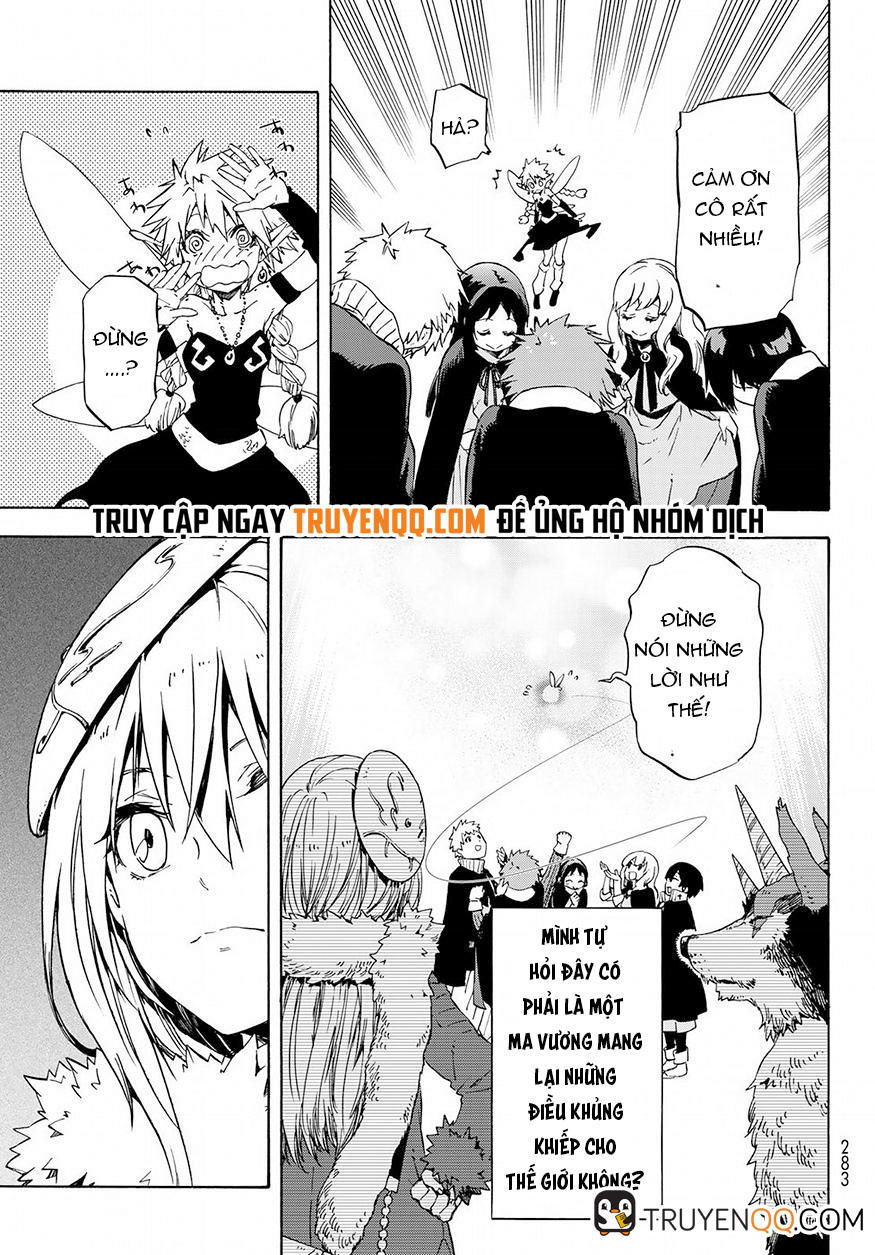 CẢM ƠN
CÔ RẤT
NHIỀU!
HẢ?
ĐỪNG
....?
TRUY CẬP NGAY TRUYENQQ.COM ĐỂ ỦNG HỘ NHÓM DỊCH
ĐỪNG
NÓI NHỮNG
LỜI NHƯ
THẾ!
MÌNH TỰ
HỎI ĐÂY CÓ
PHẢI LÀ MỘT
MA VƯƠNG MANG
LẠI NHỮNG
ĐIỀU KHỦNG
KHIẾP CHO
THẾ GIỚI KHÔNG?
283
-TRUYENQQ.COM